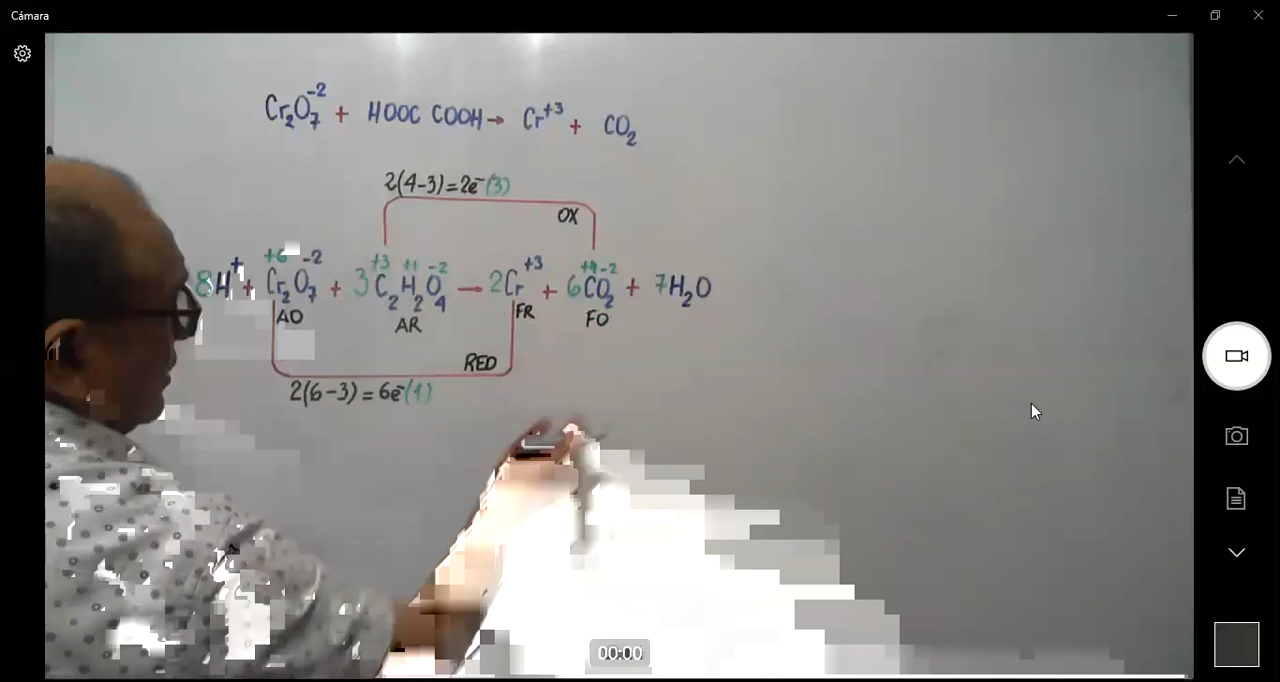 Cámara
Cr₂O₇⁻² + HOOC COOH → Cr⁺³ + CO₂
2(4-3)=2e⁻(3)
OX
+6 -2 +3 +1 -2 +3 +4 -2
8H⁺ + Cr₂O₇ + 3C₂H₂O₄ → 2Cr + 6CO₂ + 7H₂O
AO AR FR FO
RED
2(6-3)=6e⁻(1)
00:00